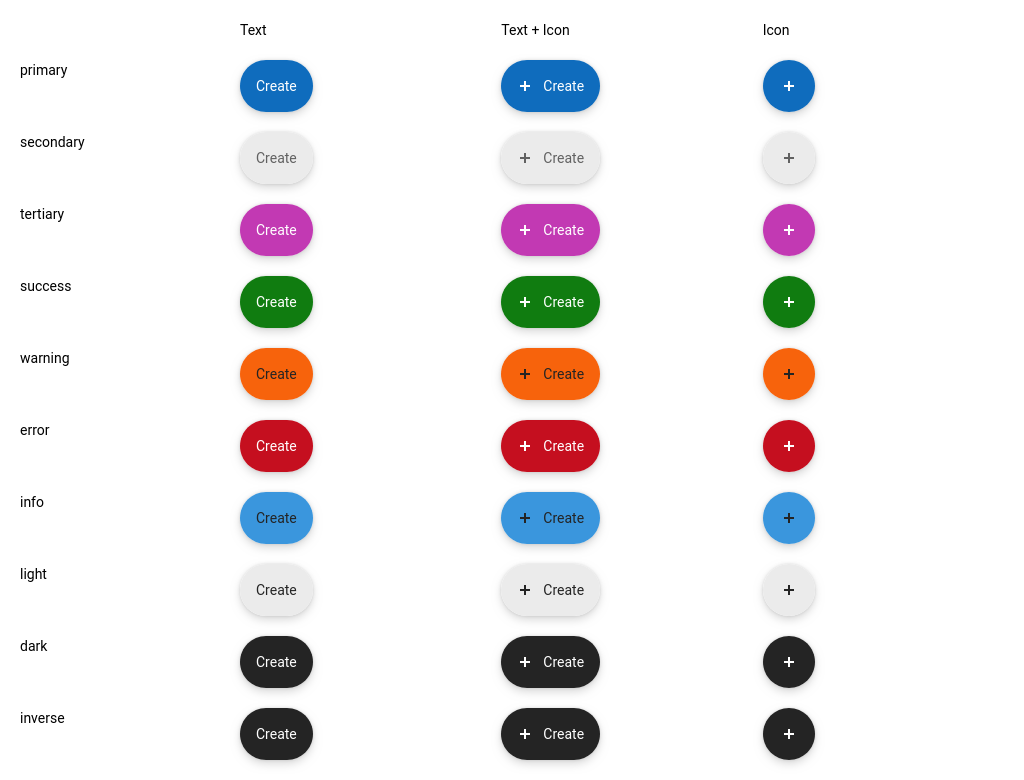 Text Text + Icon Icon
primary Create + Create +
secondary Create + Create +
tertiary Create + Create +
success Create + Create +
warning Create + Create +
error Create + Create +
info Create + Create +
light Create + Create +
dark Create + Create +
inverse Create + Create +